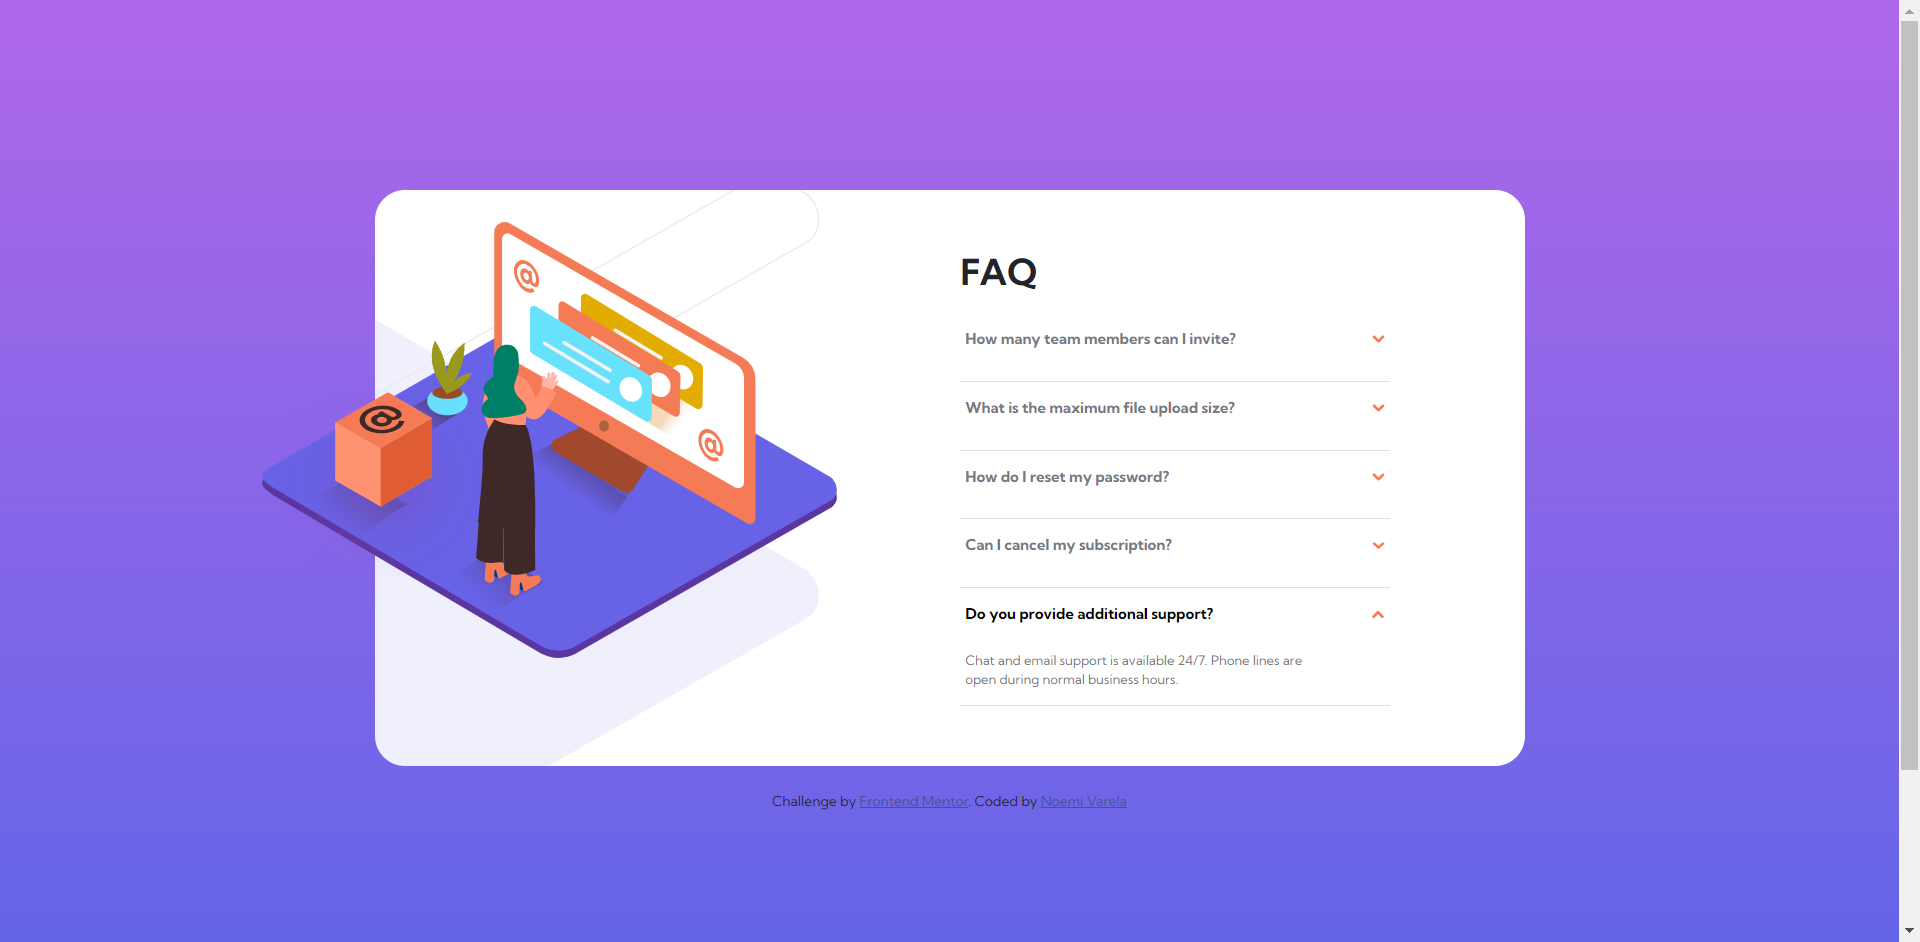 @
@
@
FAQ
How many team members can I invite?
What is the maximum file upload size?
How do I reset my password?
Can I cancel my subscription?
Do you provide additional support?
Chat and email support is available 24/7. Phone lines are
open during normal business hours.
Challenge by Frontend Mentor. Coded by Noemí Varela